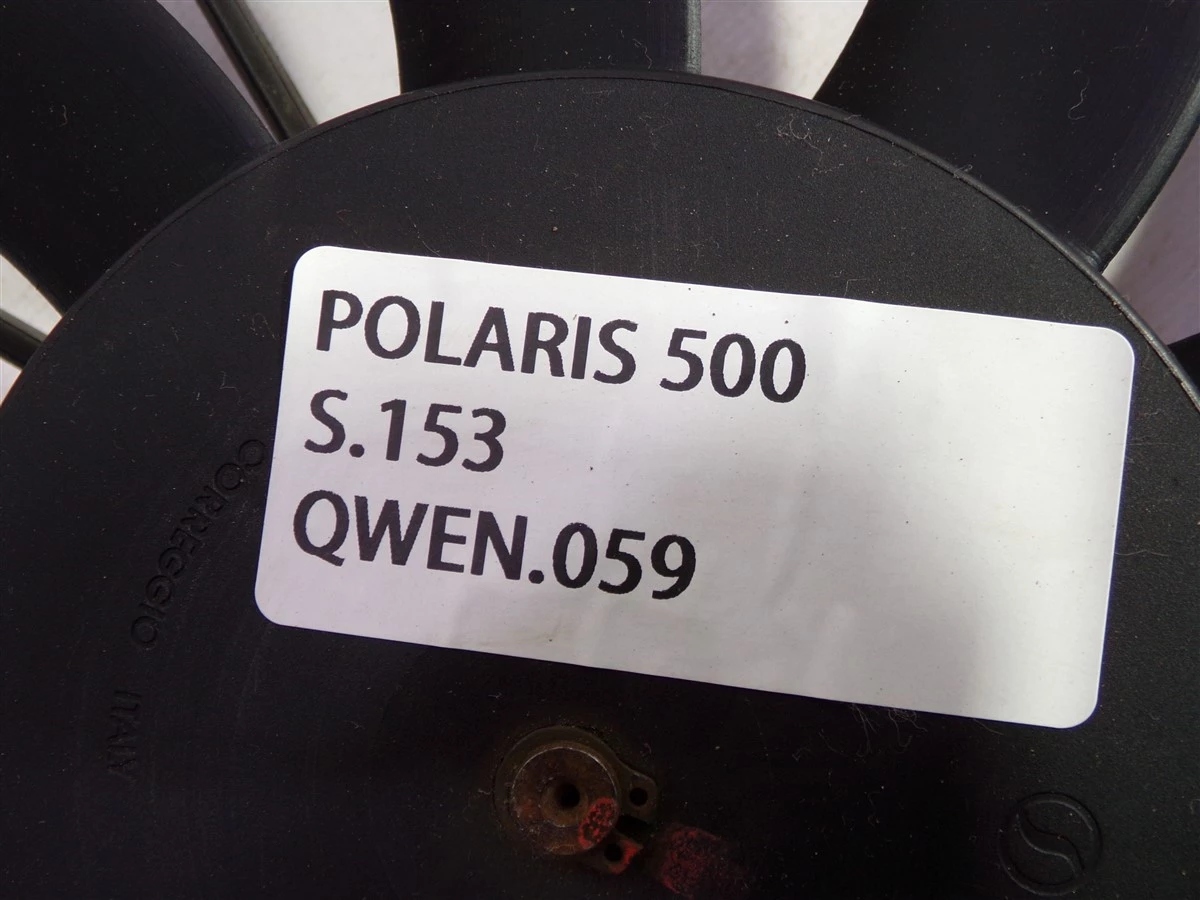 POLARIS 500
S.153
QWEN.059
CORREGGIO ITALY